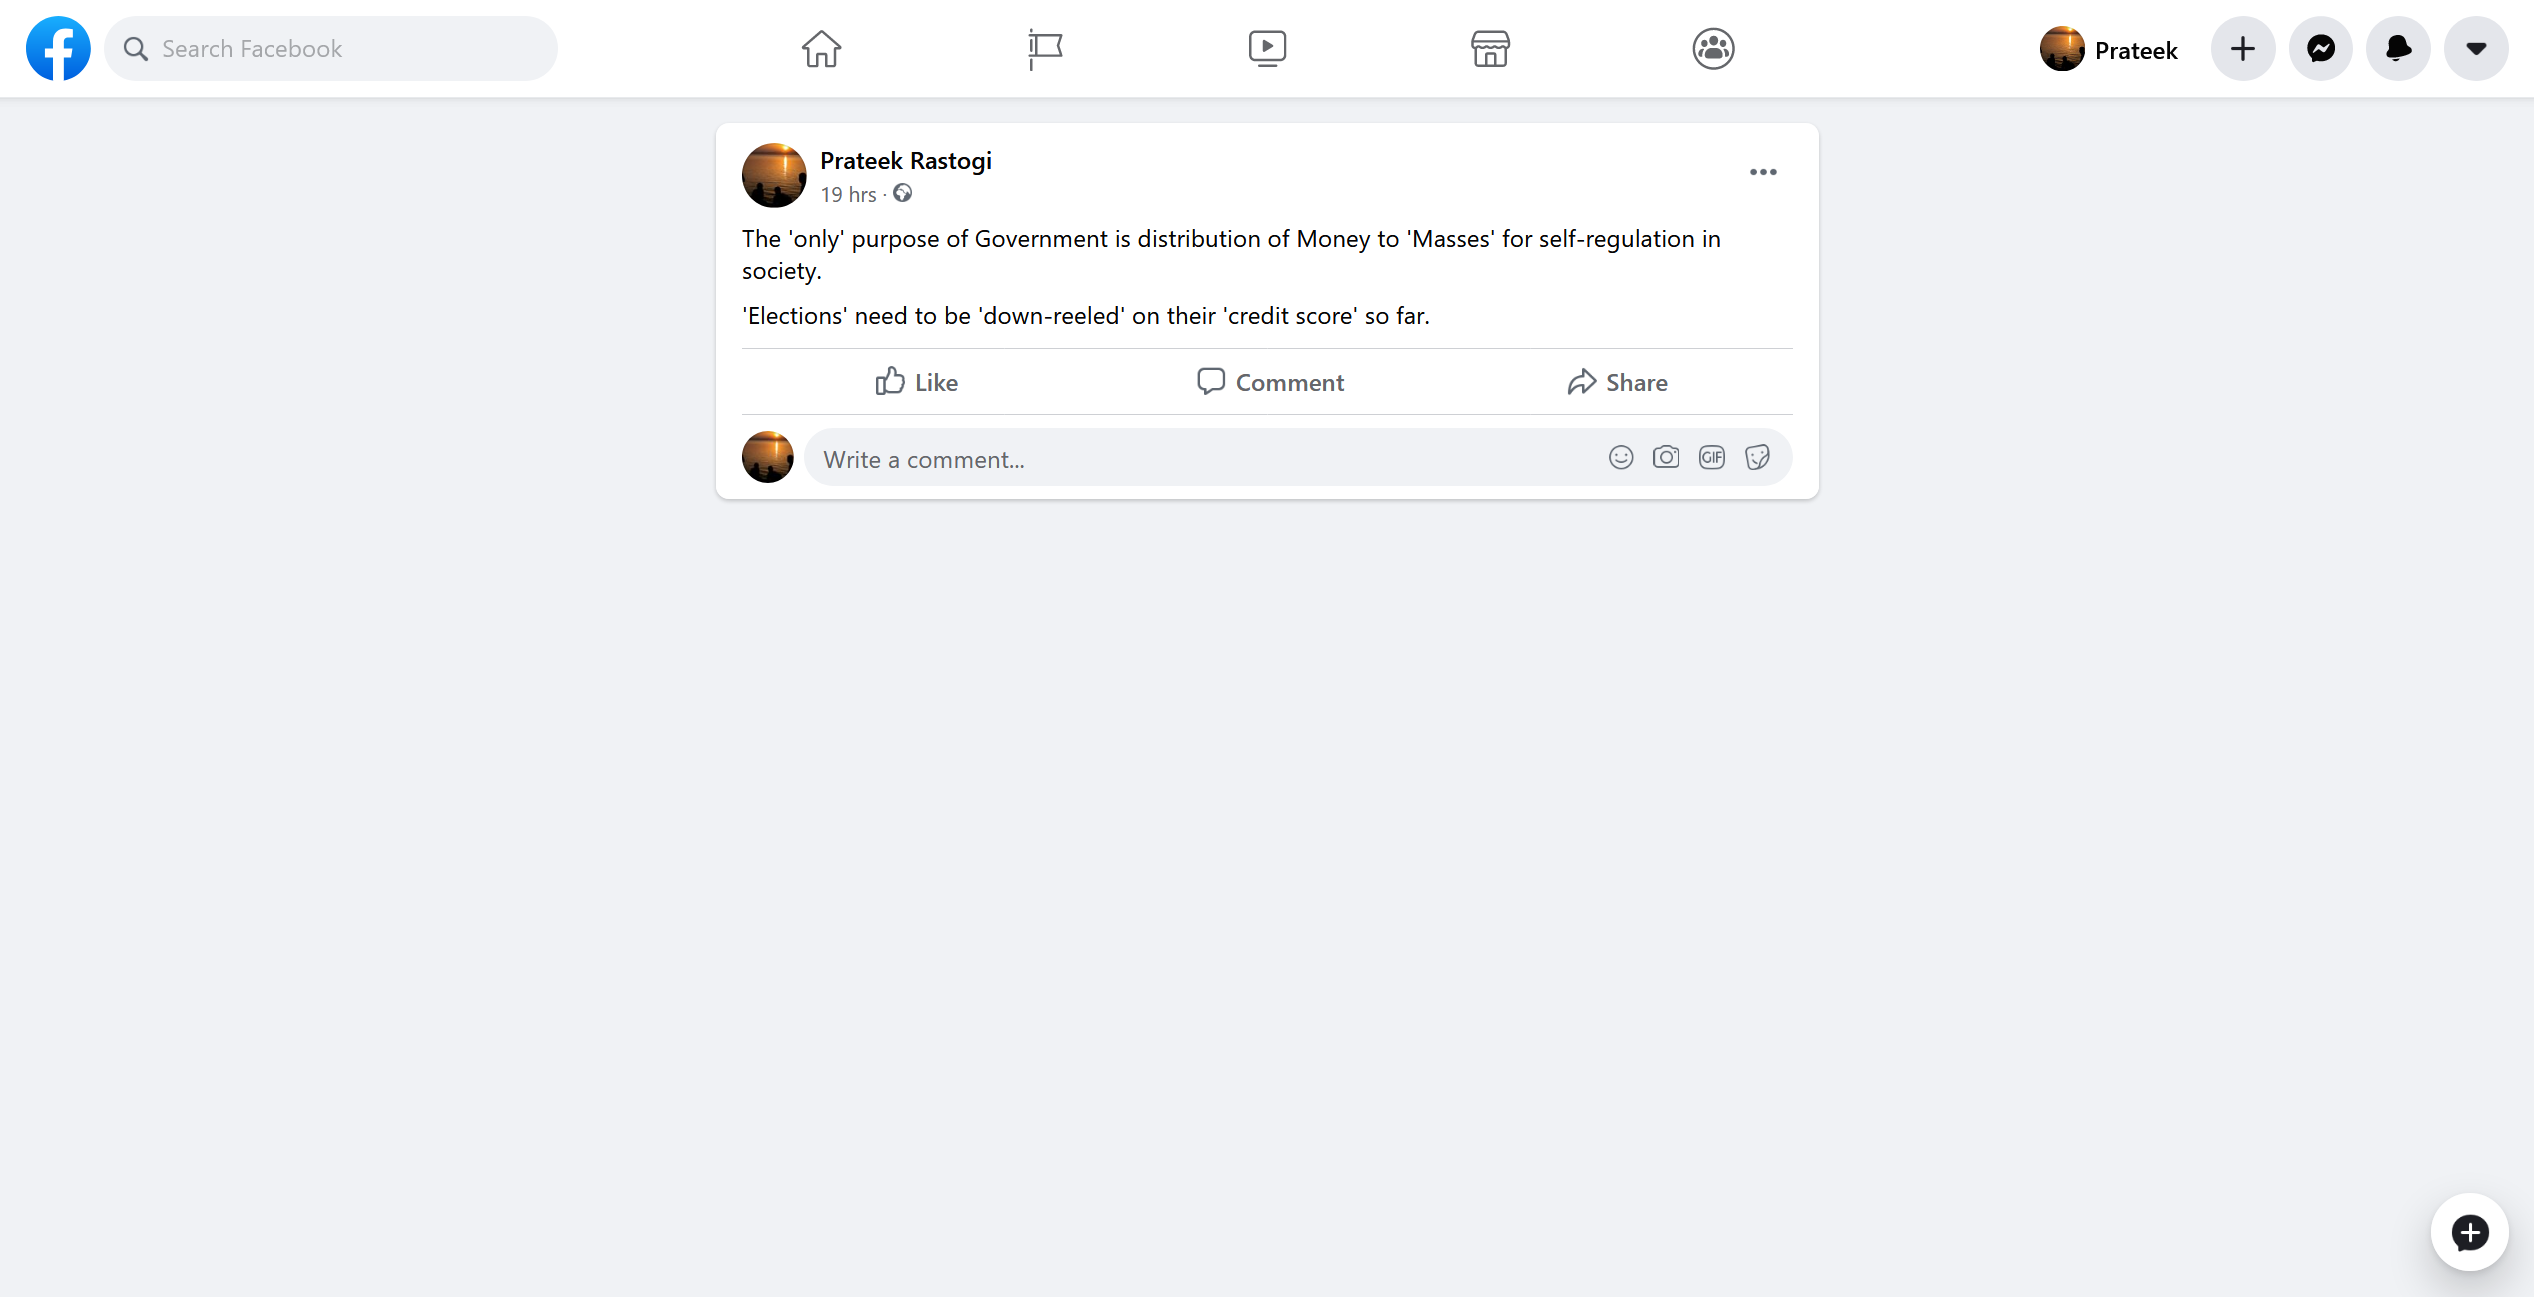 Search Facebook
Prateek
Prateek Rastogi
19 hrs ·
The 'only' purpose of Government is distribution of Money to 'Masses' for self-regulation in
society.
'Elections' need to be 'down-reeled' on their 'credit score' so far.
Like Comment Share
Write a comment...
GIF